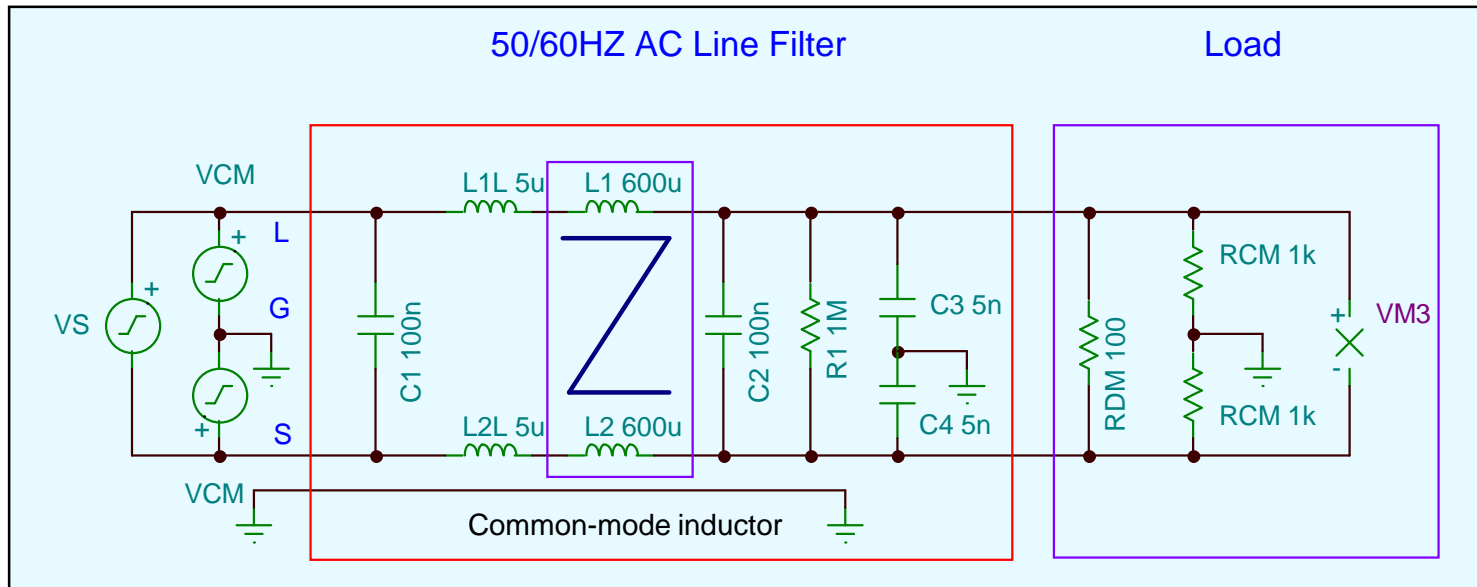 50/60HZ AC Line Filter
Load
VCM
L1L 5u
L1 600u
L
RCM 1k
G
C3 5n
VS
+
+
+
+
-
VM3
C1 100n
C2 100n
R1 1M
RDM 100
C4 5n
RCM 1k
S
L2L 5u
L2 600u
VCM
Common-mode inductor